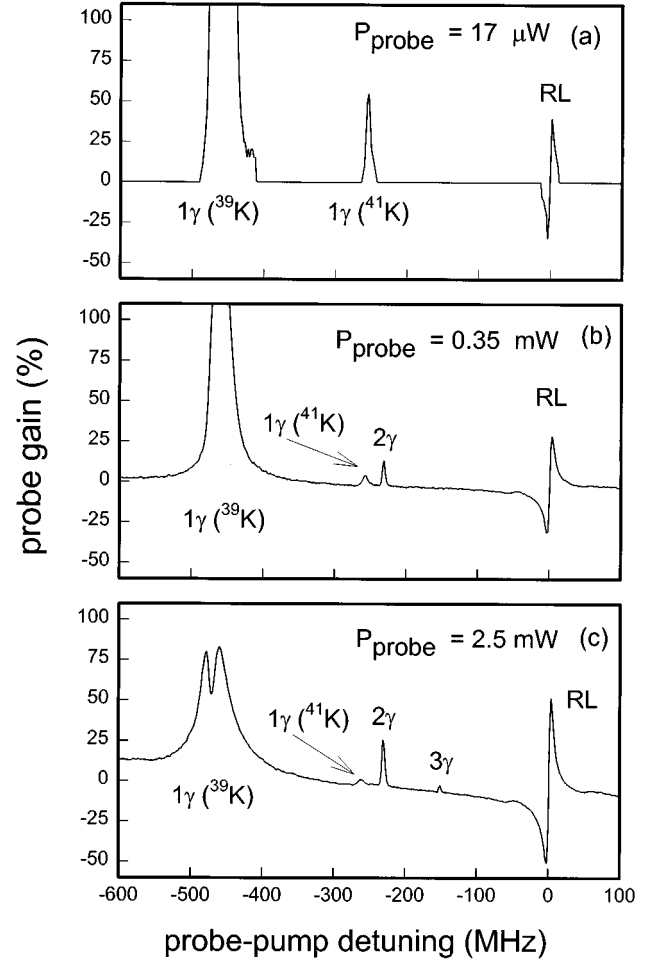 100
75
50
25
0
-25
-50
P_probe = 17 μW (a)
RL
1γ (³⁹K)
1γ (⁴¹K)
100
75
50
25
0
-25
-50
P_probe = 0.35 mW (b)
RL
1γ (⁴¹K)
2γ
1γ (³⁹K)
100
75
50
25
0
-25
-50
P_probe = 2.5 mW (c)
RL
1γ (⁴¹K)
2γ
3γ
1γ (³⁹K)
-600 -500 -400 -300 -200 -100 0 100
probe-pump detuning (MHz)
probe gain (%)